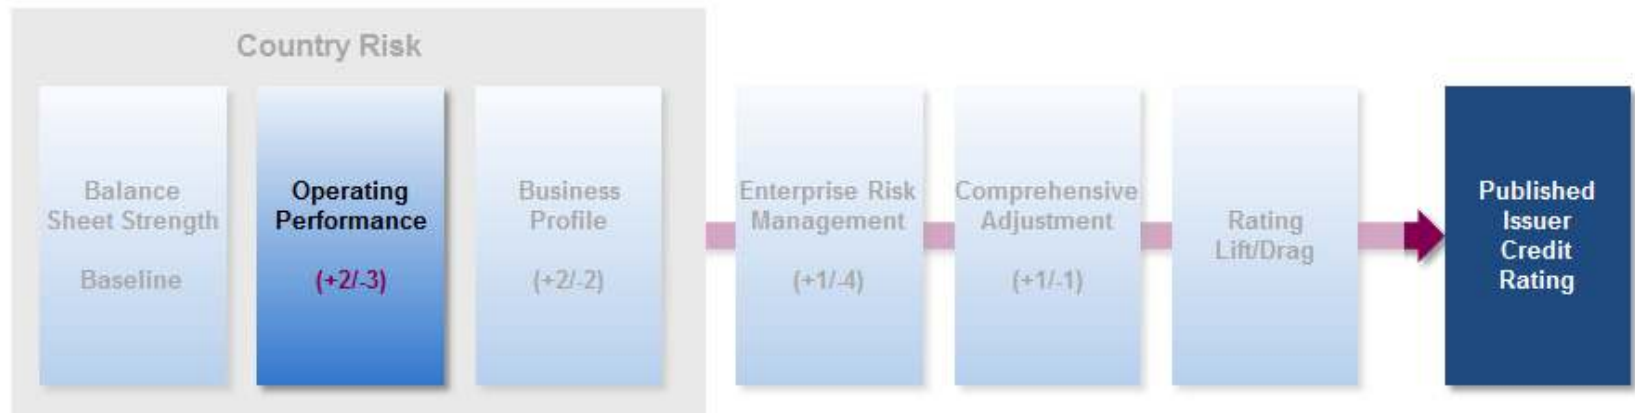 Country Risk
Balance
Sheet Strength
Baseline
Operating
Performance
(+2/-3)
Business
Profile
(+2/-2)
Enterprise Risk
Management
(+1/-4)
Comprehensive
Adjustment
(+1/-1)
Rating
Lift/Drag
Published
Issuer
Credit
Rating